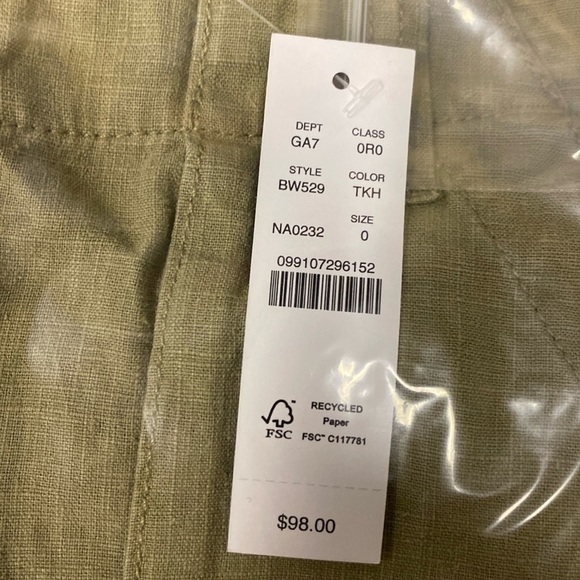 DEPT CLASS
GA7 0R0
STYLE COLOR
BW529 TKH
SIZE
NA0232 0
099107296152
RECYCLED
Paper
FSC™ C117781
FSC
$98.00